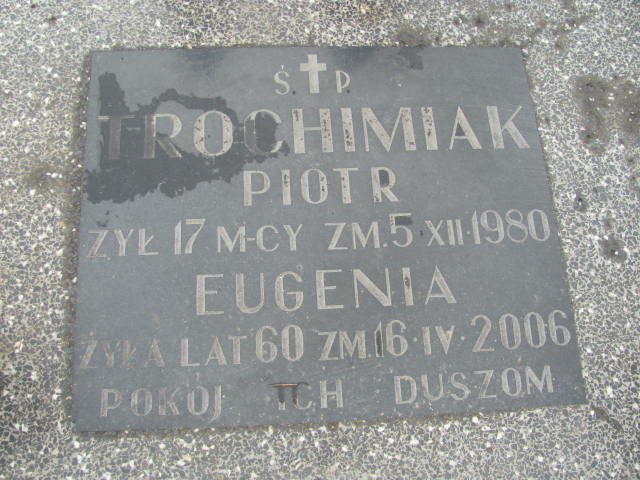 Ś P
TROCHIMIAK
PIOTR
ŻYŁ 17 M-CY ZM. 5·XII·1980
EUGENIA
ŻYŁA LAT 60 ZM. 16·IV·2006
POKÓJ ICH DUSZOM